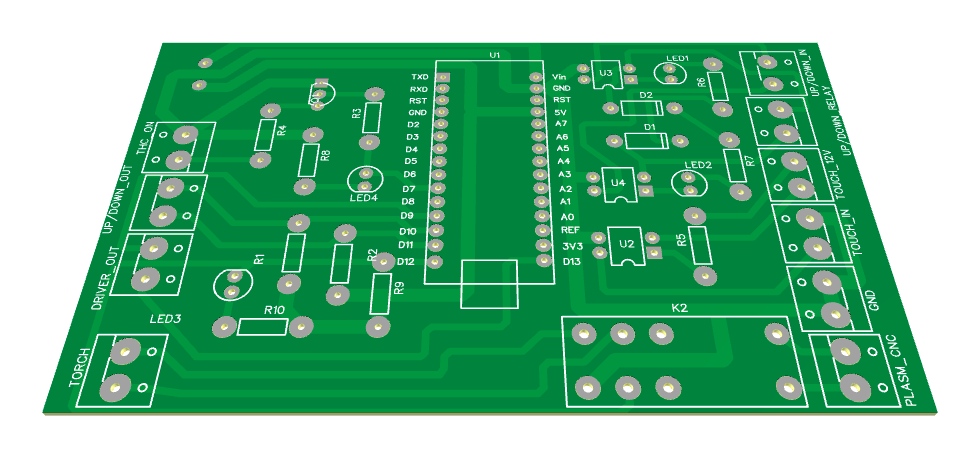 U1
LED1
UP/DOWN_IN
U3
R6
TXD
Vin
RXD
GND
RST
RST
GND
5V
D2
A7
D3
A6
D4
A5
D5
A4
D6
A3
D7
A2
D8
A1
D9
A0
D10
REF
D11
3V3
D12
D13
R3
R4
R8
D2
D1
UP/DOWN_RELAY
THC_ON
LED4
U4
LED2
R7
TOUCH_12V
UP/DOWN_OUT
U2
R5
TOUCH_IN
DRIVER_OUT
R1
R2
R9
GND
LED3
R10
K2
TORCH
PLASM_CNC